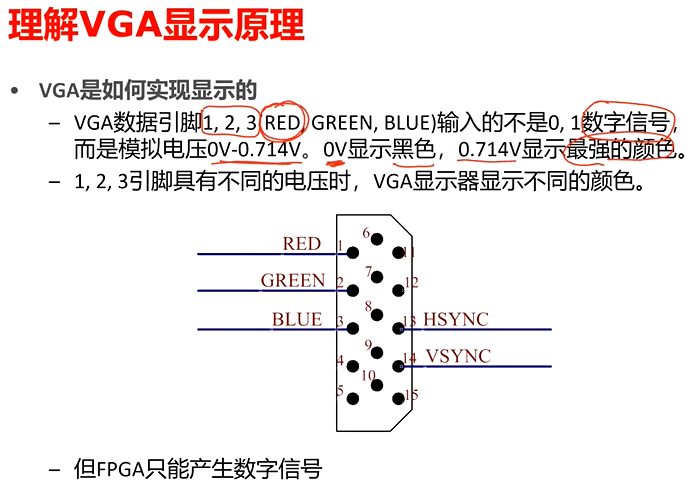 理解VGA显示原理
• VGA是如何实现显示的
– VGA数据引脚1, 2, 3 RED, GREEN, BLUE)输入的不是0, 1数字信号，
而是模拟电压0V-0.714V。0V显示黑色，0.714V显示最强的颜色。
– 1, 2, 3引脚具有不同的电压时，VGA显示器显示不同的颜色。
6
RED 1 11
7
GREEN 2 12
8
BLUE 3 13 HSYNC
9
4 14 VSYNC
10
5 15
– 但FPGA只能产生数字信号